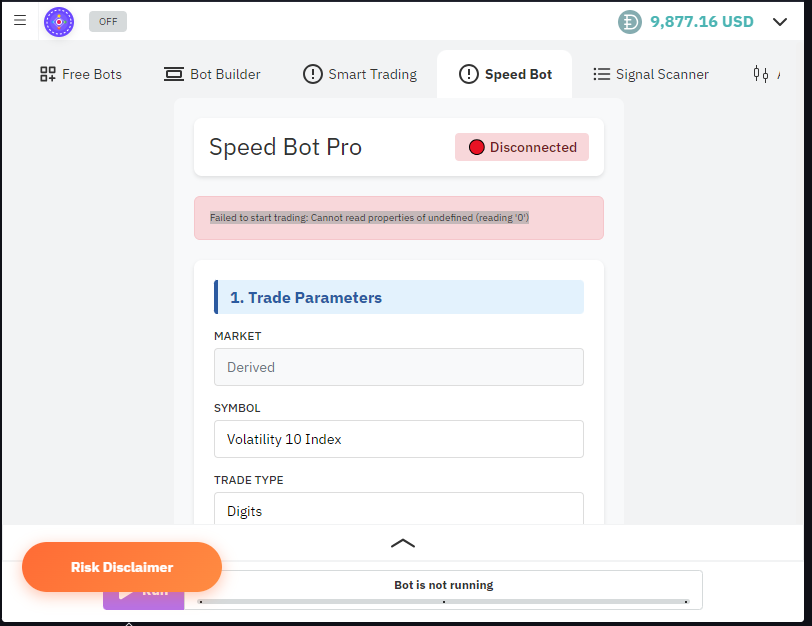 OFF
9,877.16 USD
Free Bots
Bot Builder
Smart Trading
Speed Bot
Signal Scanner
Speed Bot Pro
Disconnected
Failed to start trading: Cannot read properties of undefined (reading '0')
1. Trade Parameters
MARKET
Derived
SYMBOL
Volatility 10 Index
TRADE TYPE
Digits
Risk Disclaimer
Run
Bot is not running